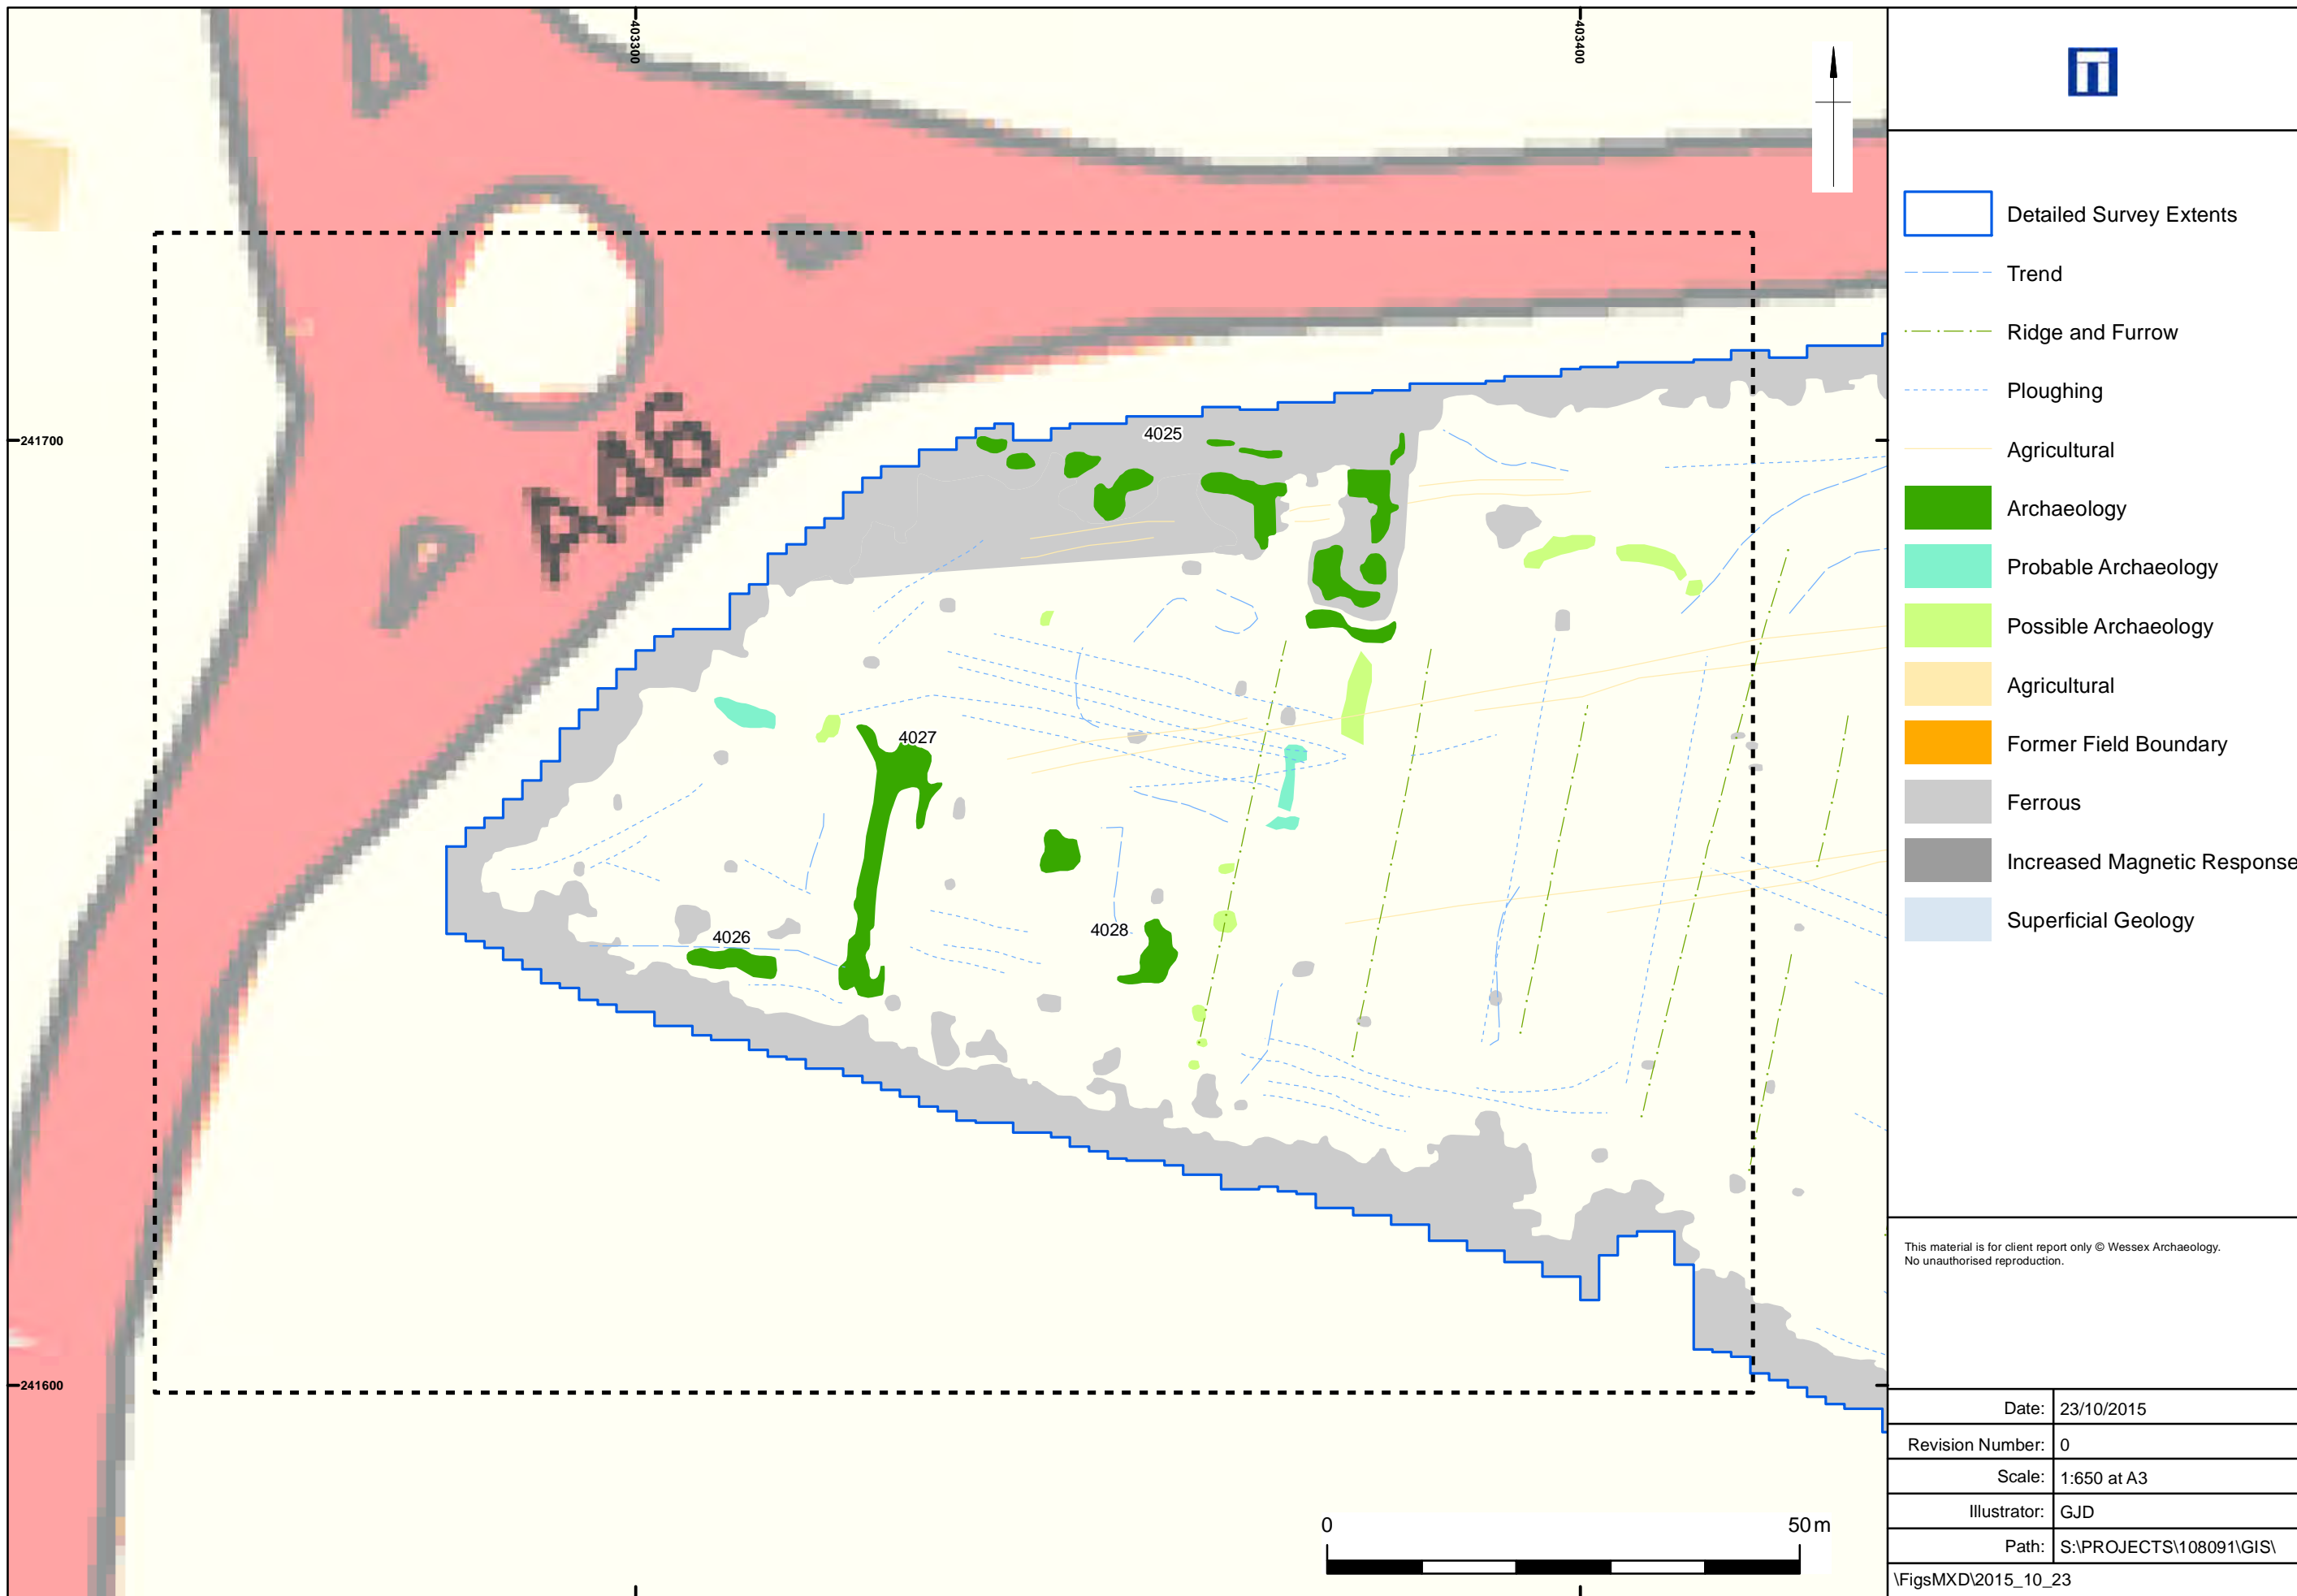 403300
403400
241700
241600
A46
4025
4027
4026
4028
0 50m
Detailed Survey Extents
Trend
Ridge and Furrow
Ploughing
Agricultural
Archaeology
Probable Archaeology
Possible Archaeology
Agricultural
Former Field Boundary
Ferrous
Increased Magnetic Response
Superficial Geology
This material is for client report only © Wessex Archaeology.
No unauthorised reproduction.
Date: 23/10/2015
Revision Number: 0
Scale: 1:650 at A3
Illustrator: GJD
Path: S:\PROJECTS\108091\GIS\
\FigsMXD\2015_10_23